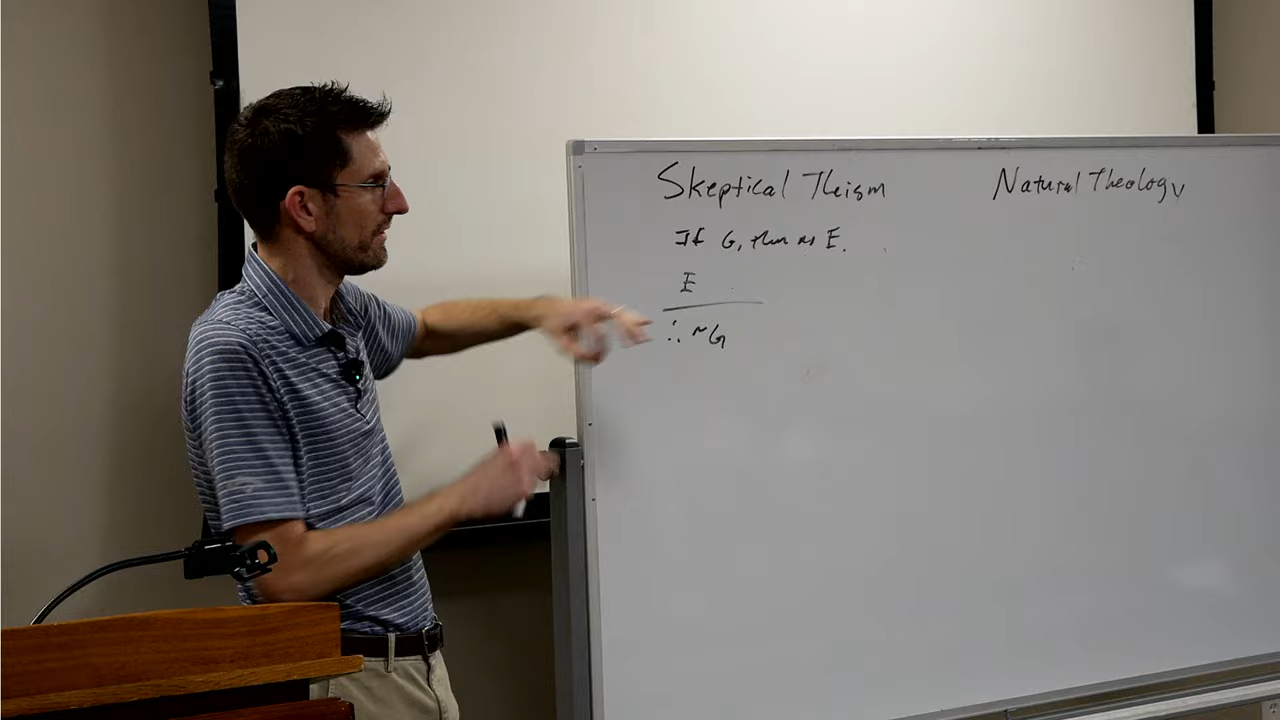 Skeptical Theism
Natural Theology
If G, then no E.
E
∴ ~G